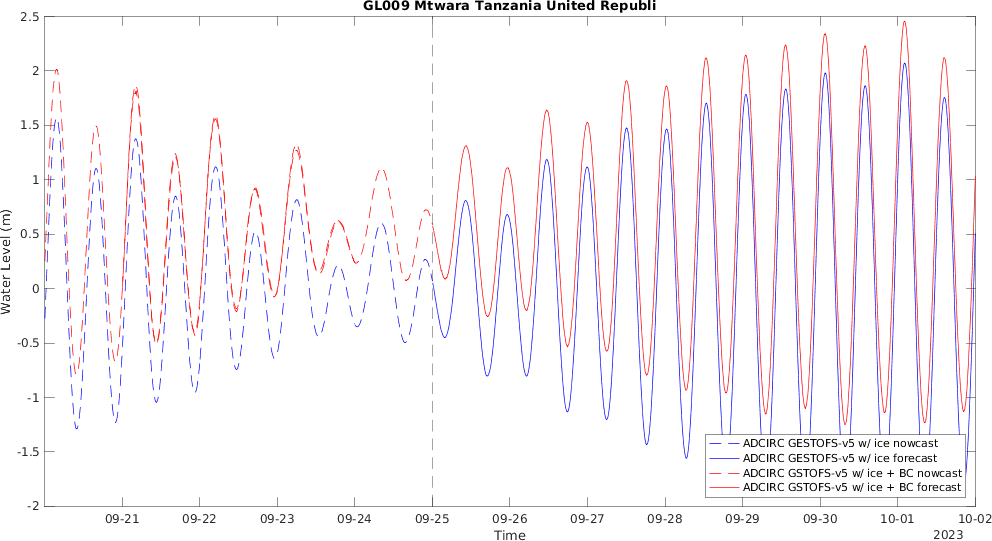 GL009 Mtwara Tanzania United Republi
Water Level (m)
2.5
2
1.5
1
0.5
0
-0.5
-1
-1.5
-2
ADCIRC GESTOFS-v5 w/ ice nowcast
ADCIRC GESTOFS-v5 w/ ice forecast
ADCIRC GSTOFS-v5 w/ ice + BC nowcast
ADCIRC GSTOFS-v5 w/ ice + BC forecast
09-21 09-22 09-23 09-24 09-25 09-26 09-27 09-28 09-29 09-30 10-01 10-02
Time
2023